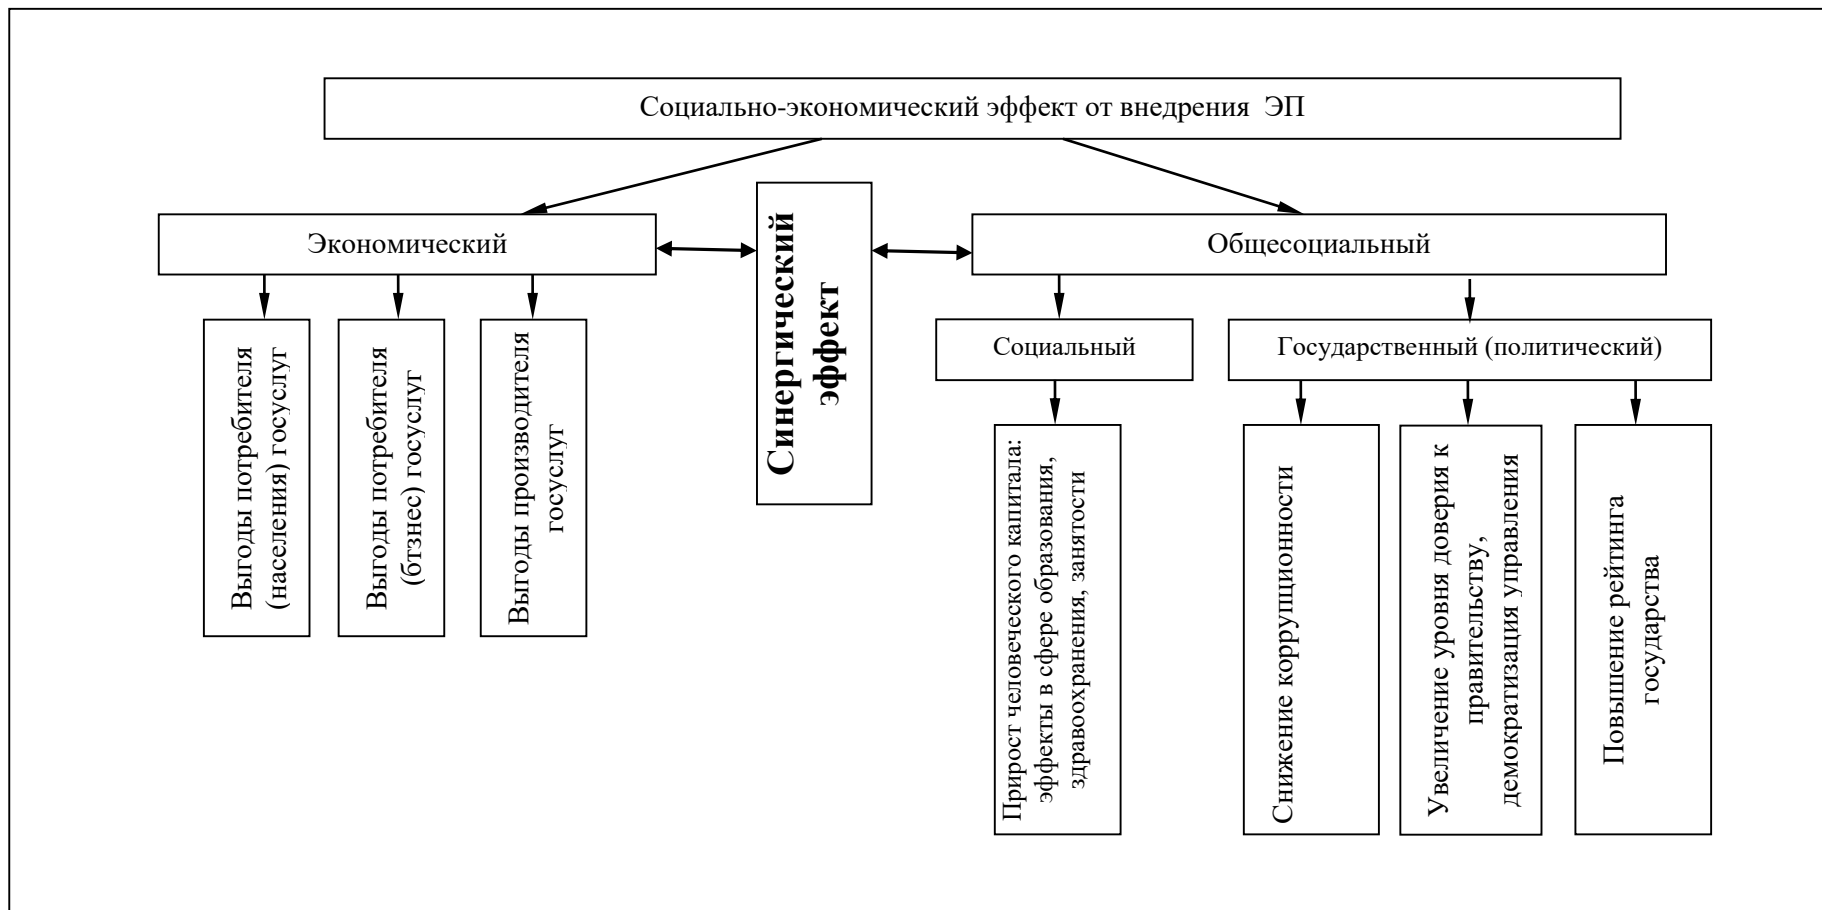 Социально-экономический эффект от внедрения ЭП
Экономический
Синергический
эффект
Общесоциальный
Выгоды потребителя
(населения) госуслуг
Выгоды потребителя
(бтзнес) госуслуг
Выгоды производителя
госуслуг
Социальный
Государственный (политический)
Прирост человеческого капитала:
эффекты в сфере образования,
здравоохранения, занятости
Снижение коррупционности
Увеличение уровня доверия к
правительству,
демократизация управления
Повышение рейтинга
государства